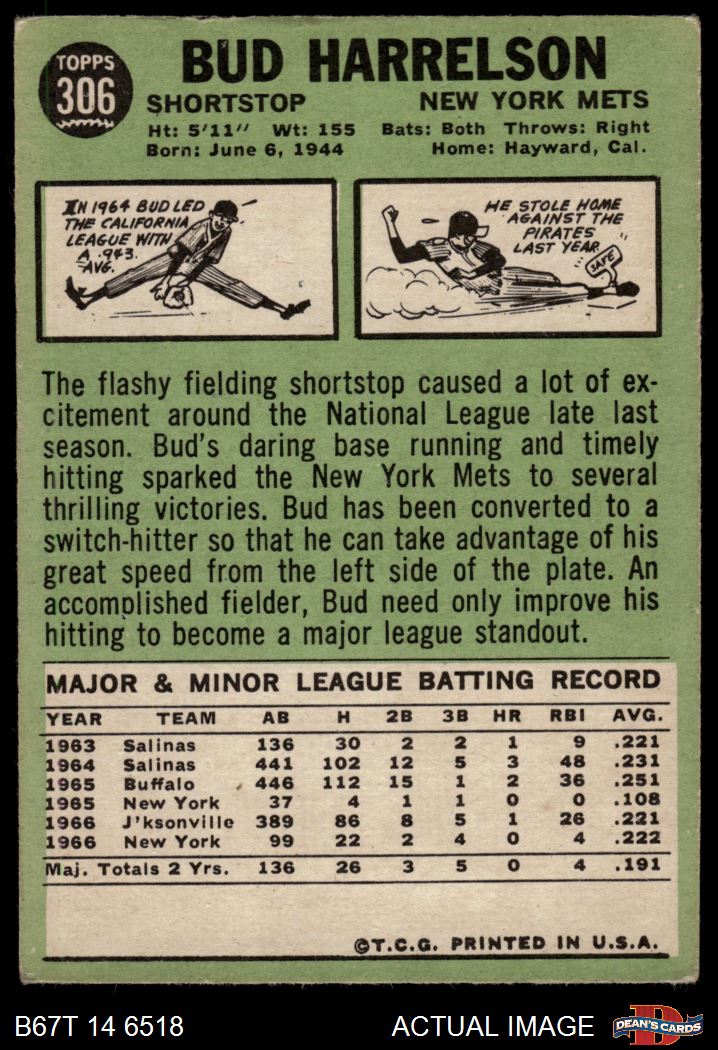 TOPPS
306
BUD HARRELSON
SHORTSTOP NEW YORK METS
Ht: 5'11" Wt: 155 Bats: Both Throws: Right
Born: June 6, 1944 Home: Hayward, Cal.
IN 1964 BUD LED
THE CALIFORNIA
LEAGUE WITH
A .943
AVG.
HE STOLE HOME
AGAINST THE
PIRATES
LAST YEAR
SAFE
The flashy fielding shortstop caused a lot of ex-
citement around the National League late last
season. Bud's daring base running and timely
hitting sparked the New York Mets to several
thrilling victories. Bud has been converted to a
switch-hitter so that he can take advantage of his
great speed from the left side of the plate. An
accomplished fielder, Bud need only improve his
hitting to become a major league standout.
MAJOR & MINOR LEAGUE BATTING RECORD
YEAR TEAM AB H 2B 3B HR RBI AVG.
1963 Salinas 136 30 2 2 1 9 .221
1964 Salinas 441 102 12 5 3 48 .231
1965 Buffalo 446 112 15 1 2 36 .251
1965 New York 37 4 1 1 0 0 .108
1966 J'ksonville 389 86 8 5 1 26 .221
1966 New York 99 22 2 4 0 4 .222
Maj. Totals 2 Yrs. 136 26 3 5 0 4 .191
©T.C.G. PRINTED IN U.S.A.
B67T 14 6518 ACTUAL IMAGE DEAN'S CARDS